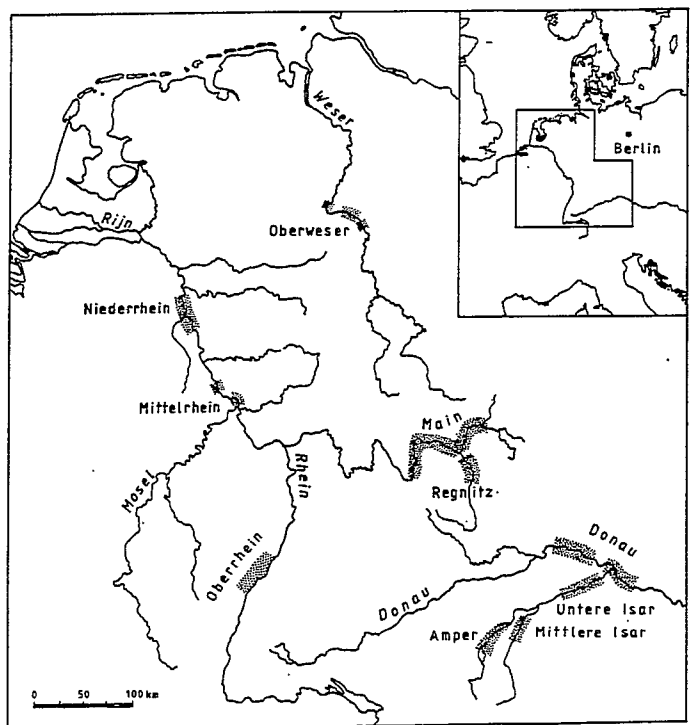 Weser
Berlin
Rijn
Oberweser
Niederrhein
Mittelrhein
Main
Mosel
Rhein
Regnitz
Oberrhein
Donau
Donau
Untere Isar
Amper
Mittlere Isar
0 50 100 km